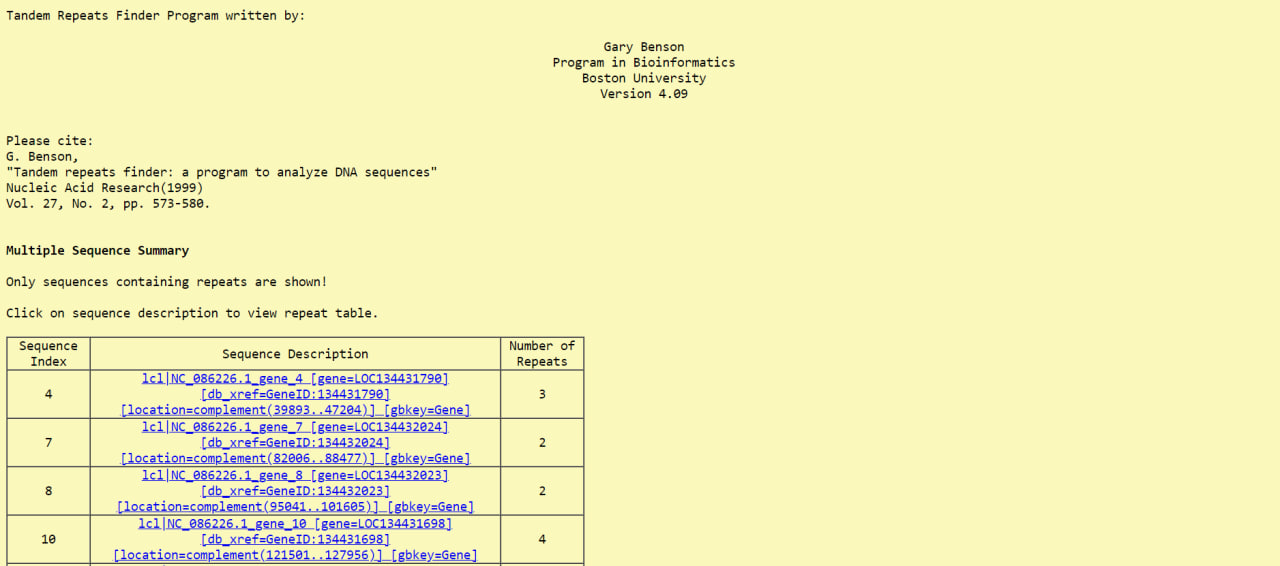 Tandem Repeats Finder Program written by:
Gary Benson
Program in Bioinformatics
Boston University
Version 4.09
Please cite:
G. Benson,
"Tandem repeats finder: a program to analyze DNA sequences"
Nucleic Acid Research(1999)
Vol. 27, No. 2, pp. 573-580.
Multiple Sequence Summary
Only sequences containing repeats are shown!
Click on sequence description to view repeat table.
Sequence Index Sequence Description Number of Repeats
4 lcl|NC_086226.1_gene_4 [gene=LOC134431790]
[db_xref=GeneID:134431790]
[location=complement(39893..47204)] [gbkey=Gene] 3
7 lcl|NC_086226.1_gene_7 [gene=LOC134432024]
[db_xref=GeneID:134432024]
[location=complement(82006..88477)] [gbkey=Gene] 2
8 lcl|NC_086226.1_gene_8 [gene=LOC134432023]
[db_xref=GeneID:134432023]
[location=complement(95041..101605)] [gbkey=Gene] 2
10 lcl|NC_086226.1_gene_10 [gene=LOC134431698]
[db_xref=GeneID:134431698]
[location=complement(121501..127956)] [gbkey=Gene] 4